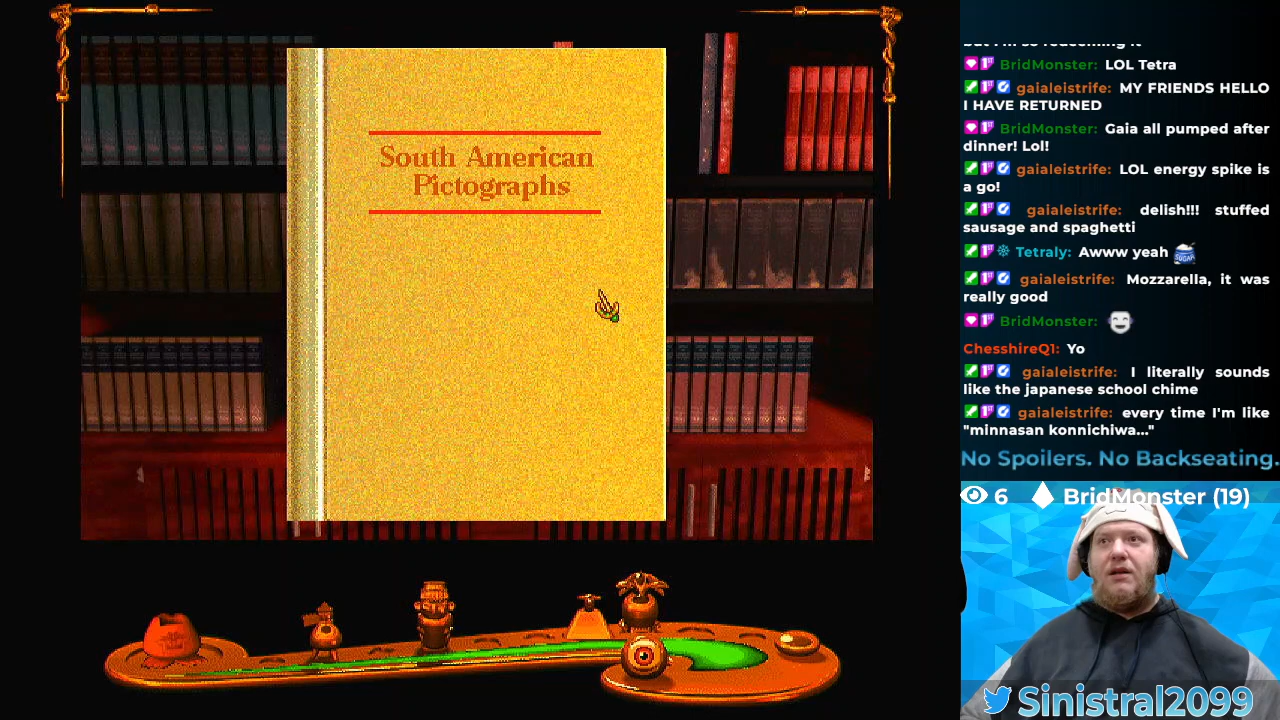 South American
Pictographs
BridMonster: LOL Tetra
gaialeistrife: MY FRIENDS HELLO
I HAVE RETURNED
BridMonster: Gaia all pumped after
dinner! Lol!
gaialeistrife: LOL energy spike is
a go!
gaialeistrife: delish!!! stuffed
sausage and spaghetti
Tetraly: Awww yeah
gaialeistrife: Mozzarella, it was
really good
BridMonster:
ChesshireQ1: Yo
gaialeistrife: I literally sounds
like the japanese school chime
gaialeistrife: every time I'm like
"minnasan konnichiwa..."
No Spoilers. No Backseating.
6 BridMonster (19)
Sinistral2099